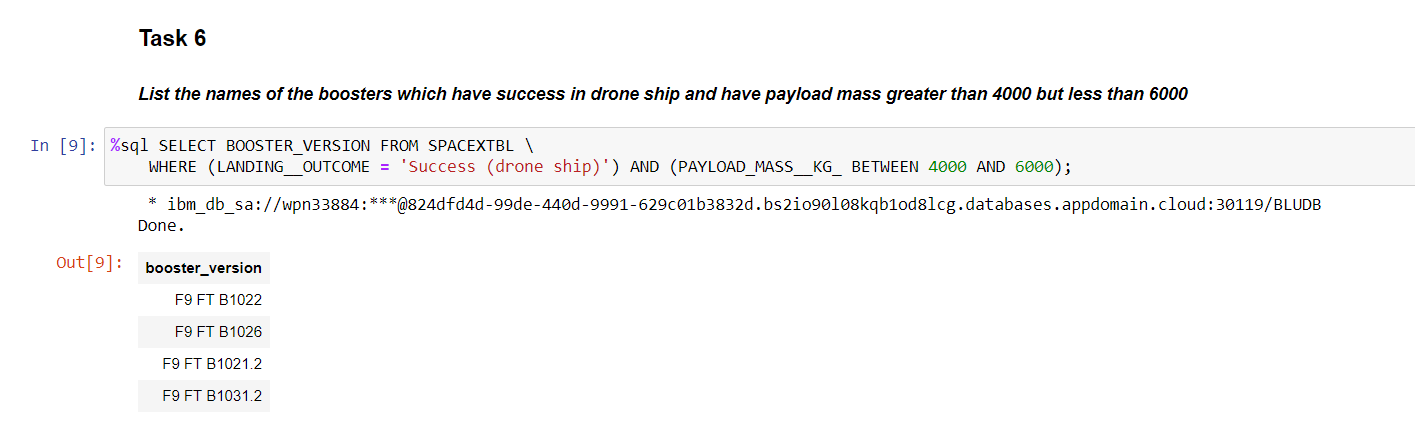 Task 6
List the names of the boosters which have success in drone ship and have payload mass greater than 4000 but less than 6000
In [9]: %sql SELECT BOOSTER_VERSION FROM SPACEXTBL \
WHERE (LANDING__OUTCOME = 'Success (drone ship)') AND (PAYLOAD_MASS__KG_ BETWEEN 4000 AND 6000);
* ibm_db_sa://wpn33884:***@824dfd4d-99de-440d-9991-629c01b3832d.bs2io90l08kqb1od8lcg.databases.appdomain.cloud:30119/BLUDB
Done.
Out[9]: booster_version
F9 FT B1022
F9 FT B1026
F9 FT B1021.2
F9 FT B1031.2